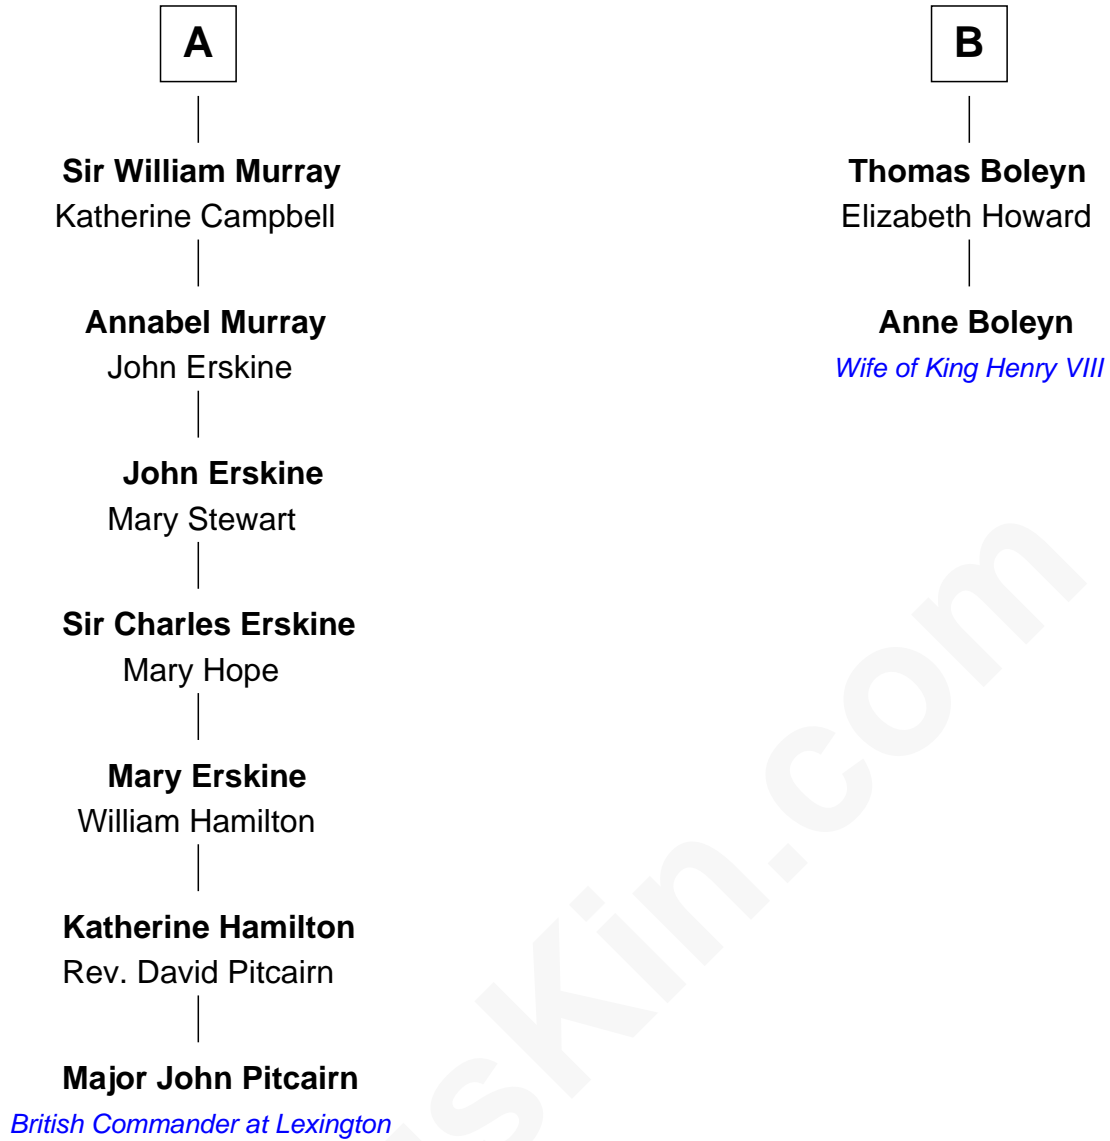 A
Sir William Murray
Katherine Campbell
Annabel Murray
John Erskine
John Erskine
Mary Stewart
Sir Charles Erskine
Mary Hope
Mary Erskine
William Hamilton
Katherine Hamilton
Rev. David Pitcairn
Major John Pitcairn
British Commander at Lexington
B
Thomas Boleyn
Elizabeth Howard
Anne Boleyn
Wife of King Henry VIII
usKin.com